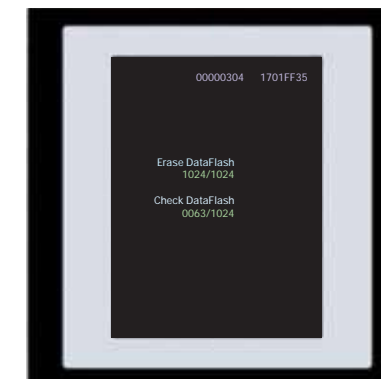 00000304 1701FF35
Erase DataFlash
1024/1024
Check DataFlash
0063/1024